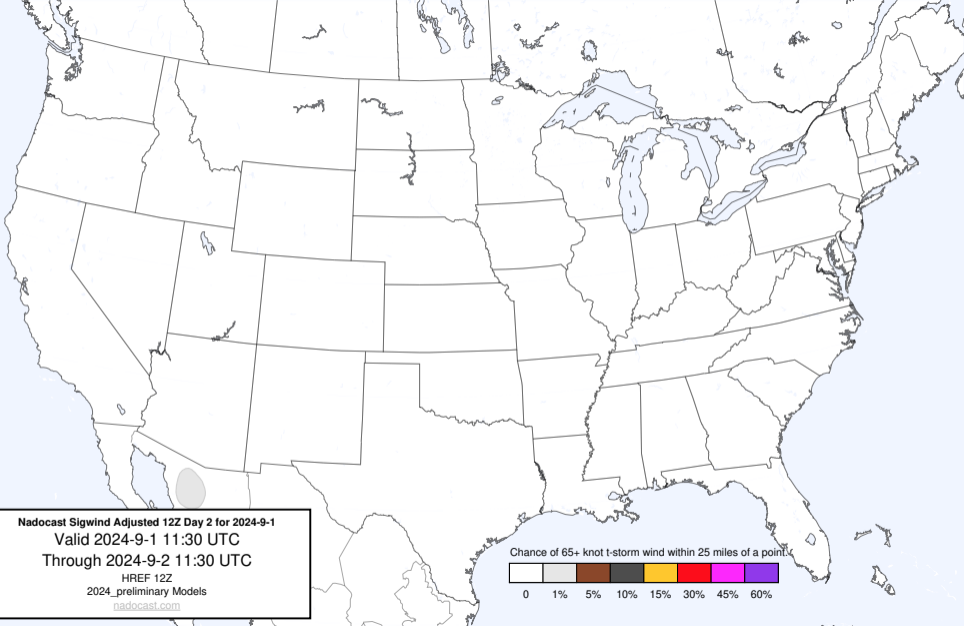 Nadocast Sigwind Adjusted 12Z Day 2 for 2024-9-1
Valid 2024-9-1 11:30 UTC
Through 2024-9-2 11:30 UTC
HREF 12Z
2024_preliminary Models
nadocast.com
Chance of 65+ knot t-storm wind within 25 miles of a point.
0 1% 5% 10% 15% 30% 45% 60%